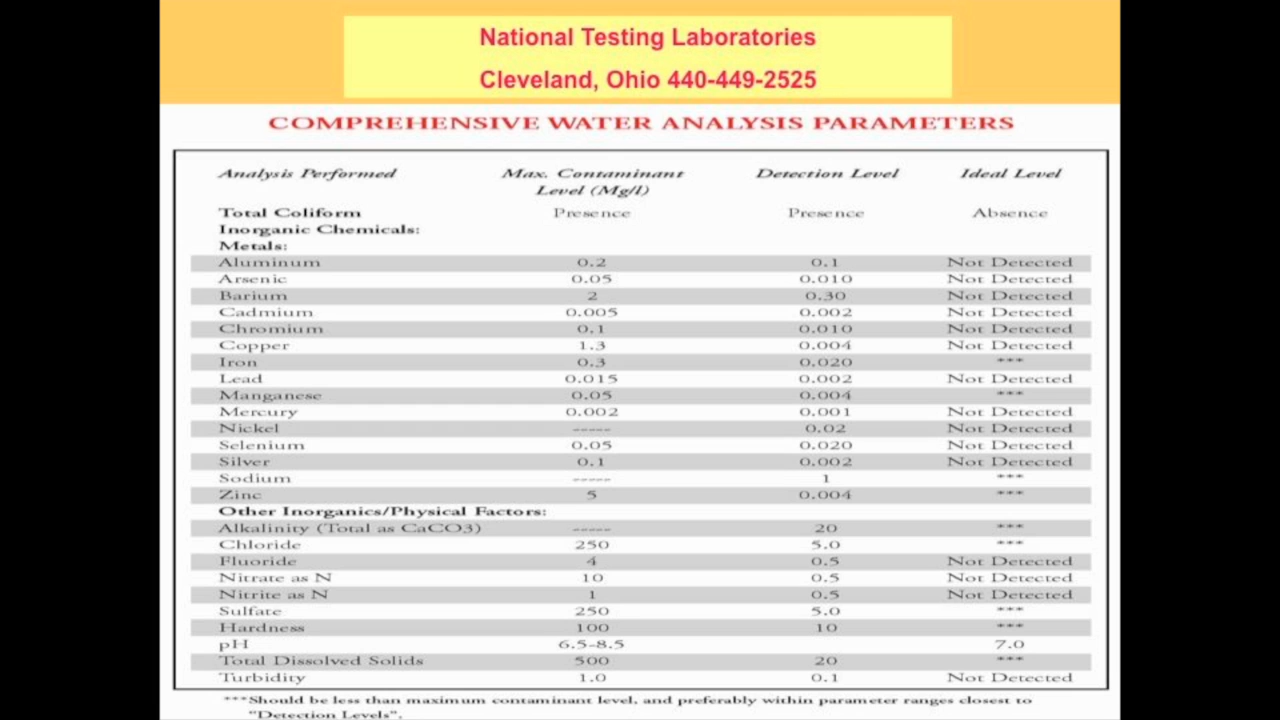 National Testing Laboratories
Cleveland, Ohio 440-449-2525
COMPREHENSIVE WATER ANALYSIS PARAMETERS
Analysis Performed Max. Contaminant Level (Mg/l) Detection Level Ideal Level
Total Coliform Presence Presence Absence
Inorganic Chemicals:
Metals:
Aluminum 0.2 0.1 Not Detected
Arsenic 0.05 0.010 Not Detected
Barium 2 0.30 Not Detected
Cadmium 0.005 0.002 Not Detected
Chromium 0.1 0.010 Not Detected
Copper 1.3 0.004 Not Detected
Iron 0.3 0.020 ***
Lead 0.015 0.002 Not Detected
Manganese 0.05 0.004 ***
Mercury 0.002 0.001 Not Detected
Nickel ----- 0.02 Not Detected
Selenium 0.05 0.020 Not Detected
Silver 0.1 0.002 Not Detected
Sodium ----- 1 ***
Zinc 5 0.004 ***
Other Inorganics/Physical Factors:
Alkalinity (Total as CaCO3) ----- 20 ***
Chloride 250 5.0 ***
Fluoride 4 0.5 Not Detected
Nitrate as N 10 0.5 Not Detected
Nitrite as N 1 0.5 Not Detected
Sulfate 250 5.0 ***
Hardness 100 10 ***
pH 6.5-8.5 7.0
Total Dissolved Solids 500 20 ***
Turbidity 1.0 0.1 Not Detected
***Should be less than maximum contaminant level, and preferably within parameter ranges closest to
"Detection Levels".